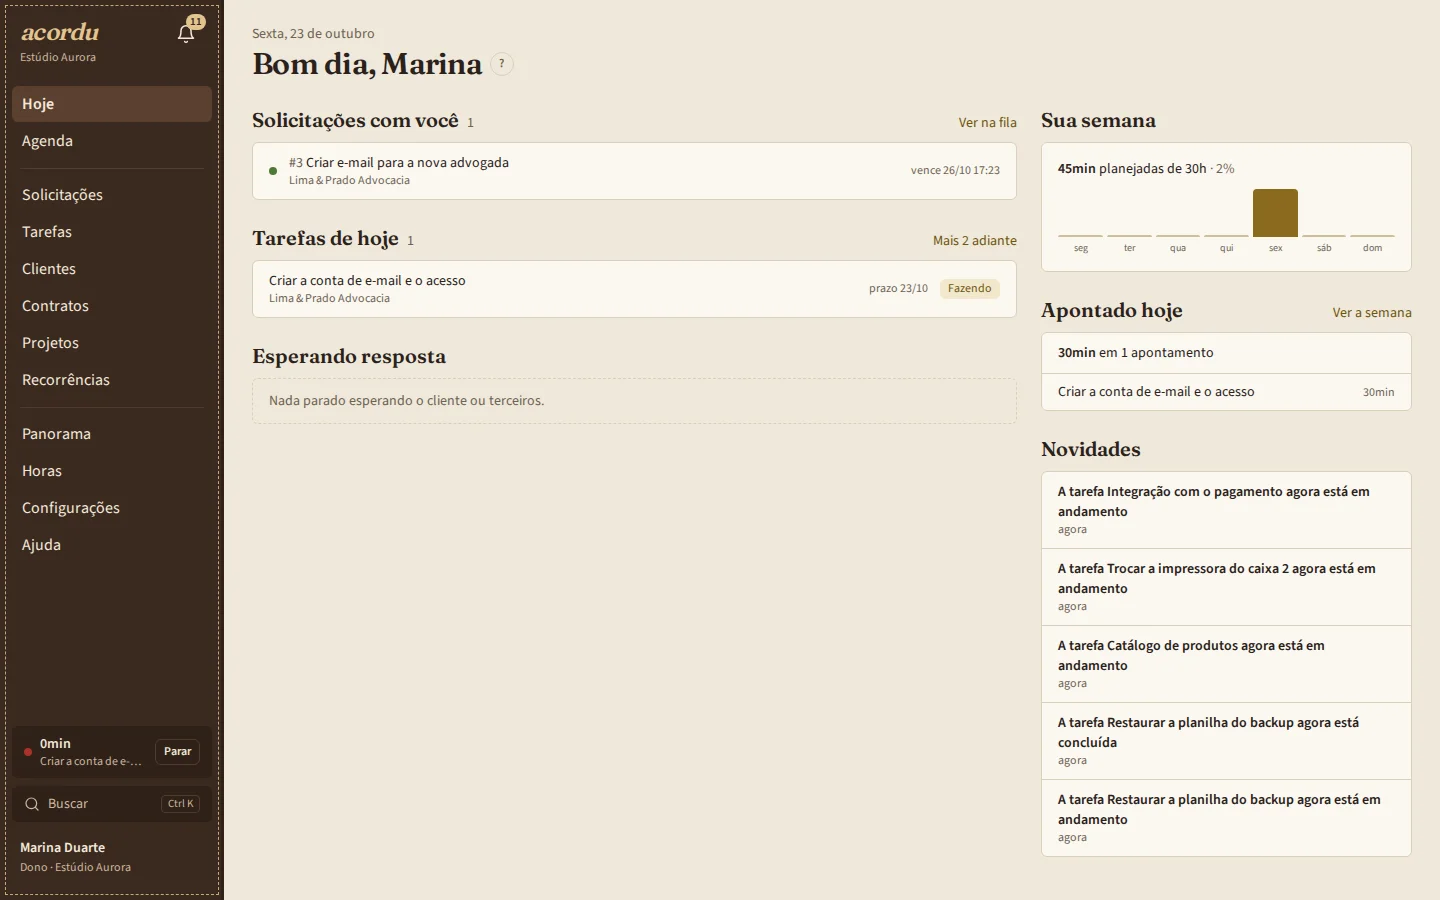 acordu
11
Estúdio Aurora
Hoje
Agenda
Solicitações
Tarefas
Clientes
Contratos
Projetos
Recorrências
Panorama
Horas
Configurações
Ajuda
0min
Criar a conta de e-...
Parar
Buscar
Ctrl K
Marina Duarte
Dono · Estúdio Aurora
Sexta, 23 de outubro
Bom dia, Marina ?
Solicitações com você 1
Ver na fila
#3 Criar e-mail para a nova advogada
Lima & Prado Advocacia
vence 26/10 17:23
Tarefas de hoje 1
Mais 2 adiante
Criar a conta de e-mail e o acesso
Lima & Prado Advocacia
prazo 23/10
Fazendo
Esperando resposta
Nada parado esperando o cliente ou terceiros.
Sua semana
45min planejadas de 30h · 2%
seg ter qua qui sex sáb dom
Apontado hoje
Ver a semana
30min em 1 apontamento
Criar a conta de e-mail e o acesso
30min
Novidades
A tarefa Integração com o pagamento agora está em
andamento
agora
A tarefa Trocar a impressora do caixa 2 agora está em
andamento
agora
A tarefa Catálogo de produtos agora está em
andamento
agora
A tarefa Restaurar a planilha do backup agora está
concluída
agora
A tarefa Restaurar a planilha do backup agora está em
andamento
agora